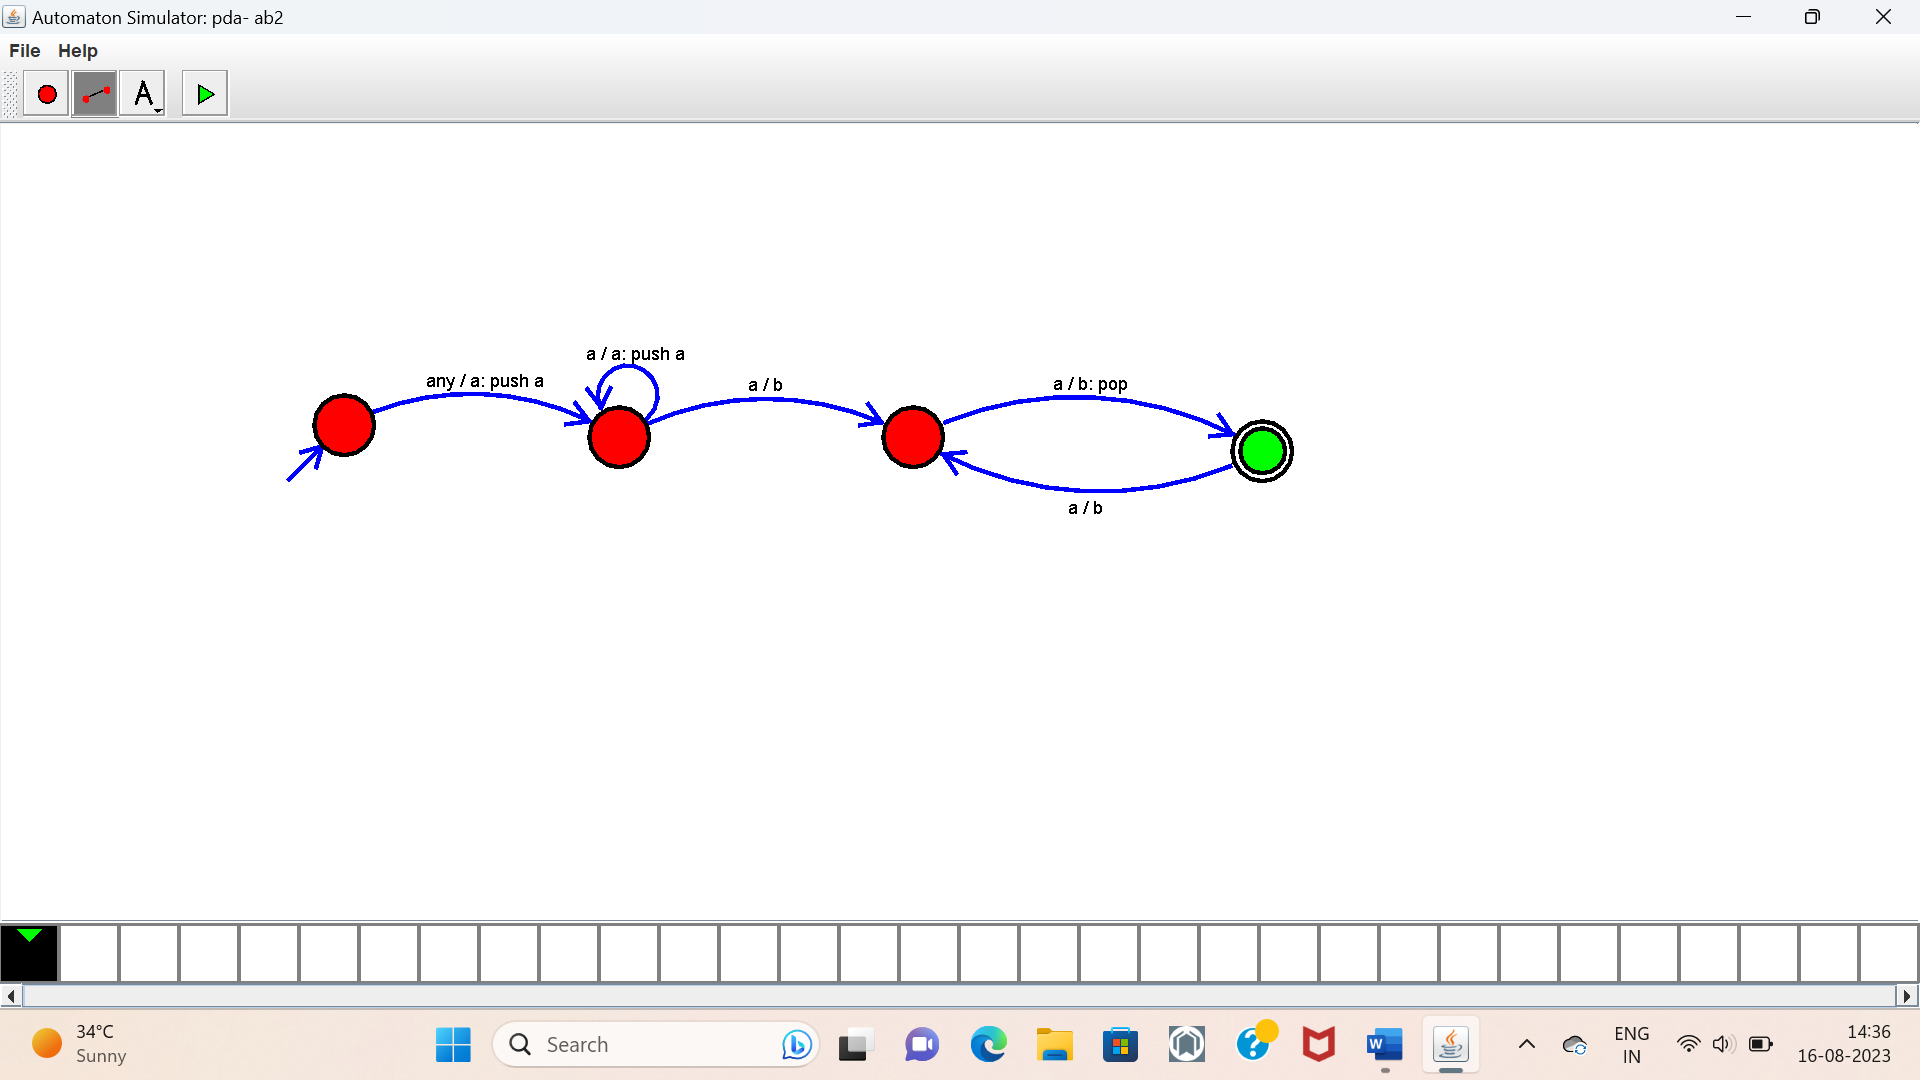 Automaton Simulator: pda- ab2
File Help
A
a / a: push a
any / a: push a
a / b
a / b: pop
a / b
34°C
Sunny
Search
ENG
IN
14:36
16-08-2023